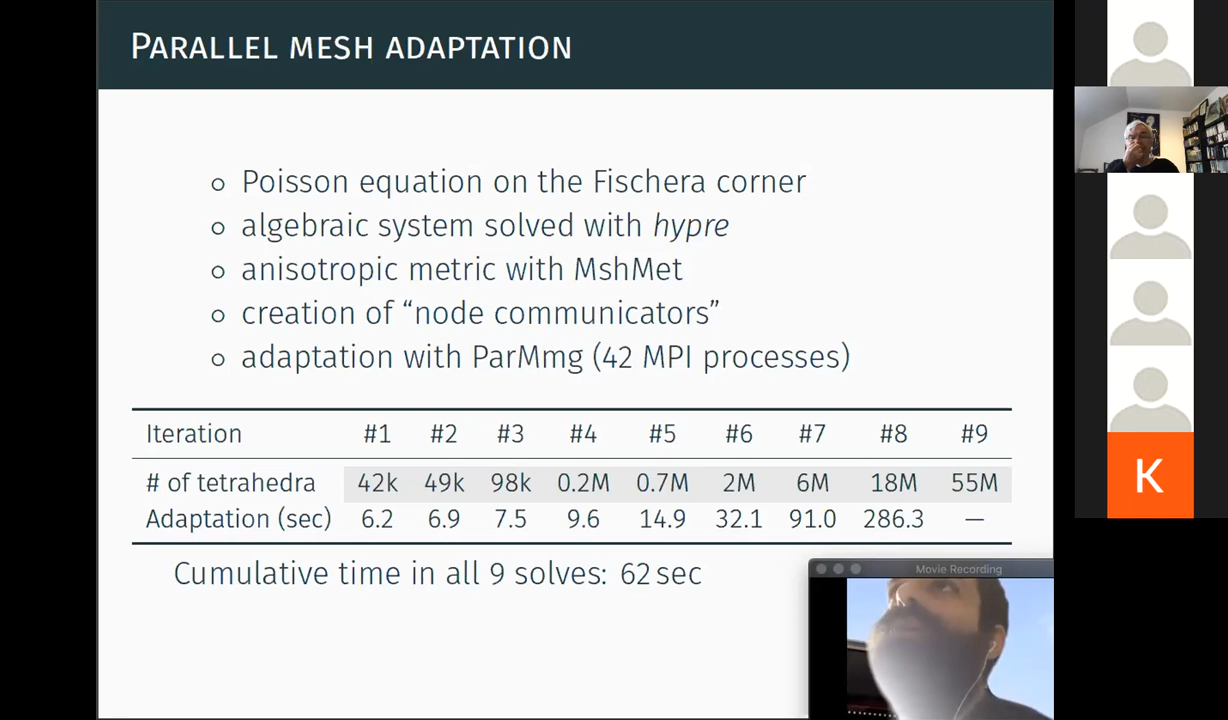 PARALLEL MESH ADAPTATION
Poisson equation on the Fischera corner
algebraic system solved with hypre
anisotropic metric with MshMet
creation of “node communicators”
adaptation with ParMmg (42 MPI processes)
Iteration #1 #2 #3 #4 #5 #6 #7 #8 #9
# of tetrahedra 42k 49k 98k 0.2M 0.7M 2M 6M 18M 55M
Adaptation (sec) 6.2 6.9 7.5 9.6 14.9 32.1 91.0 286.3 —
Cumulative time in all 9 solves: 62 sec
Movie Recording
K